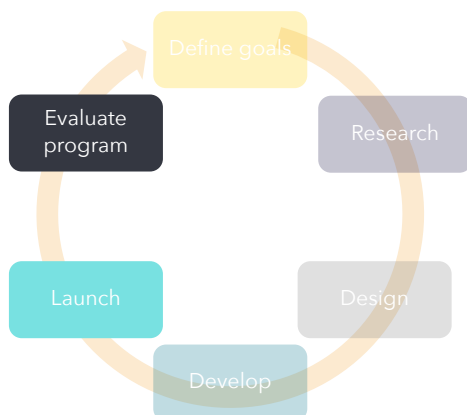 Define goals
Research
Design
Develop
Launch
Evaluate
program